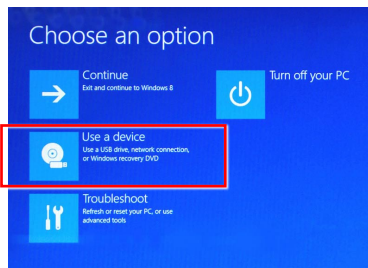 Choose an option
Continue
Exit and continue to Windows 8
Turn off your PC
Use a device
Use a USB drive, network connection,
or Windows recovery DVD
Troubleshoot
Refresh or reset your PC, or use
advanced tools